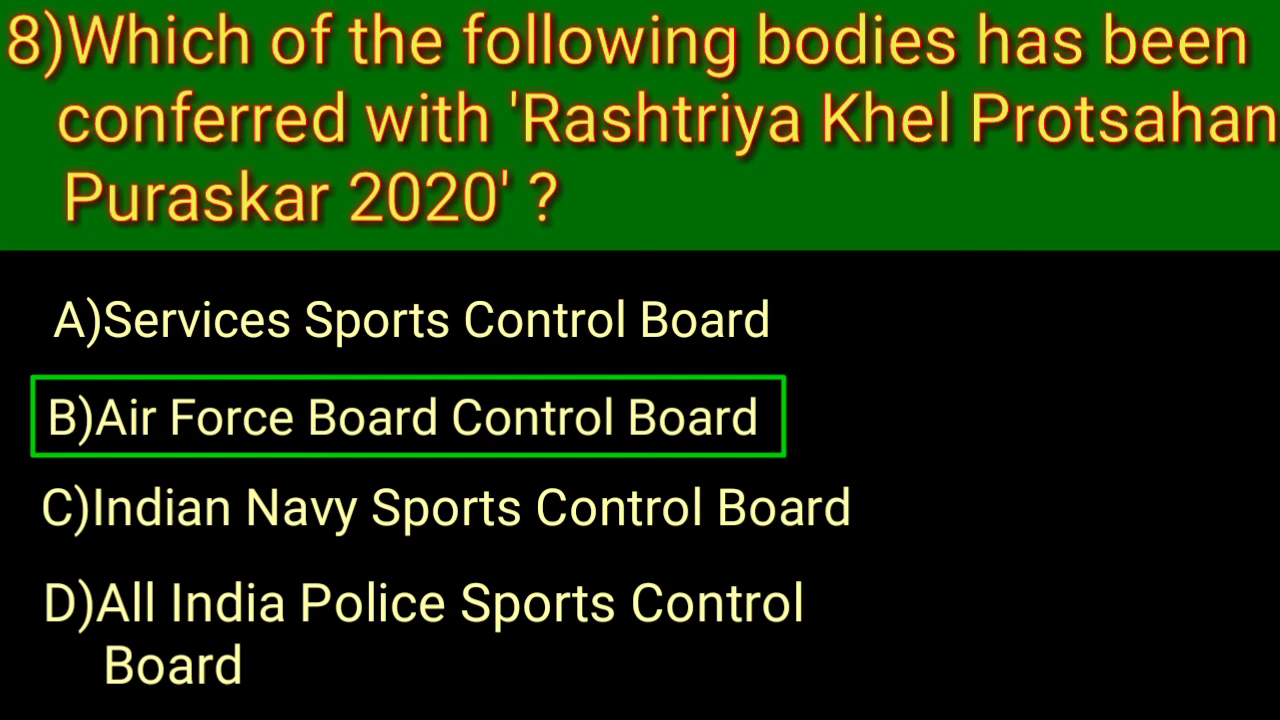 8)Which of the following bodies has been
conferred with 'Rashtriya Khel Protsahan
Puraskar 2020' ?
A)Services Sports Control Board
B)Air Force Board Control Board
C)Indian Navy Sports Control Board
D)All India Police Sports Control
Board